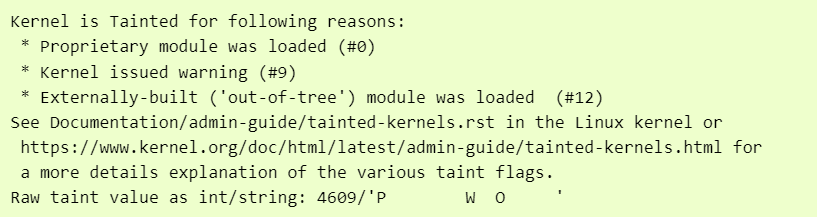 Kernel is Tainted for following reasons:
 * Proprietary module was loaded (#0)
 * Kernel issued warning (#9)
 * Externally-built ('out-of-tree') module was loaded  (#12)
See Documentation/admin-guide/tainted-kernels.rst in the Linux kernel or
 https://www.kernel.org/doc/html/latest/admin-guide/tainted-kernels.html for
 a more details explanation of the various taint flags.
Raw taint value as int/string: 4609/'P        W  O     '